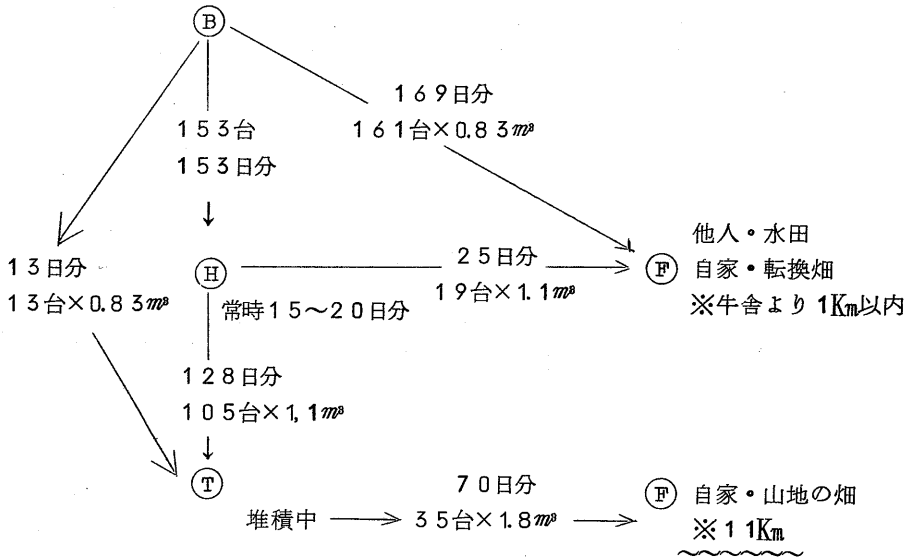 Ⓑ
169日分
161台×0.83m³
153台
153日分
↓
他人・水田
13日分
13台×0.83m³
Ⓗ
常時15〜20日分
25日分
19台×1.1m³
Ⓕ 自家・転換畑
※牛舎より1Km以内
128日分
105台×1,1m³
↓
Ⓣ
70日分
堆積中 → 35台×1.8m³ →
Ⓕ 自家・山地の畑
※11Km